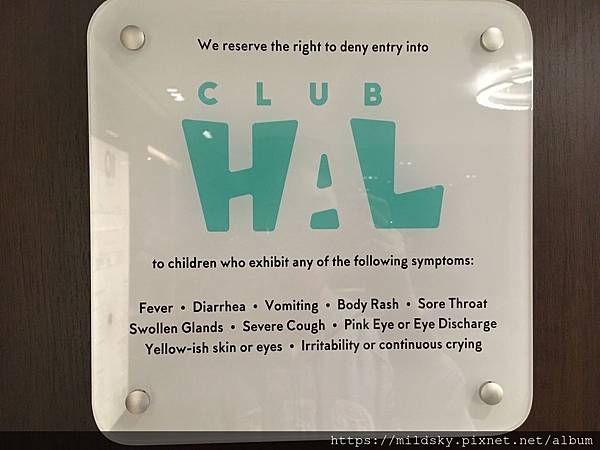 We reserve the right to deny entry into
CLUB
HAL
to children who exhibit any of the following symptoms:
Fever • Diarrhea • Vomiting • Body Rash • Sore Throat
Swollen Glands • Severe Cough • Pink Eye or Eye Discharge
Yellow-ish skin or eyes • Irritability or continuous crying
https://mildsky.pixnet.net/album